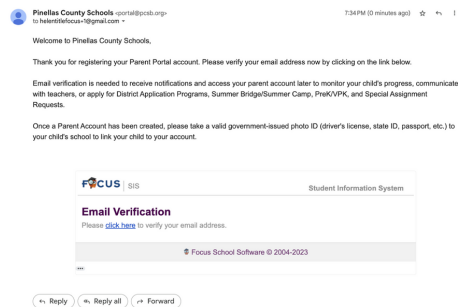 Pinellas County Schools <portal@pcsb.org>
7:34 PM (0 minutes ago)
to helentitlefocus+1@gmail.com
Welcome to Pinellas County Schools,
Thank you for registering your Parent Portal account. Please verify your email address now by clicking on the link below.
Email verification is needed to receive notifications and access your parent account later to monitor your child's progress, communicate
with teachers, or apply for District Application Programs, Summer Bridge/Summer Camp, PreK/VPK, and Special Assignment
Requests.
Once a Parent Account has been created, please take a valid government-issued photo ID (driver's license, state ID, passport, etc.) to
your child's school to link your child to your account.
FOCUS | SIS
Student Information System
Email Verification
Please click here to verify your email address.
Focus School Software © 2004-2023
Reply
Reply all
Forward